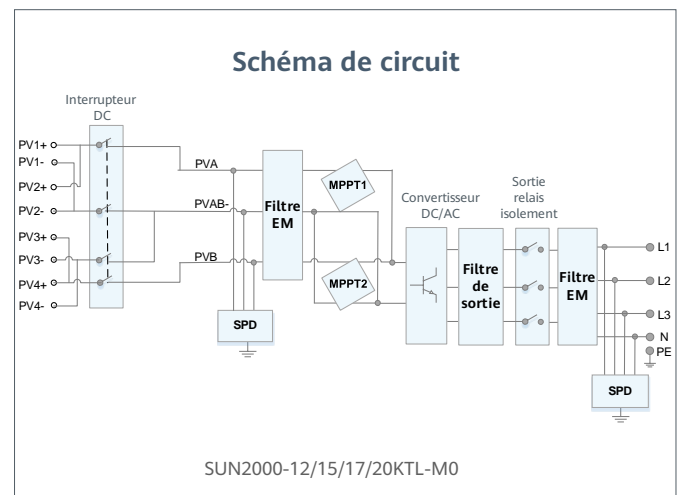 Schéma de circuit
Interrupteur
DC
PV1+
PV1-
PV2+
PV2-
PV3+
PV3-
PV4+
PV4-
PVA
PVAB-
PVB
SPD
Filtre
EM
MPPT1
MPPT2
Convertisseur
DC/AC
Filtre
de
sortie
Sortie
relais
isolement
Filtre
EM
L1
L2
L3
N
PE
SPD
SUN2000-12/15/17/20KTL-M0